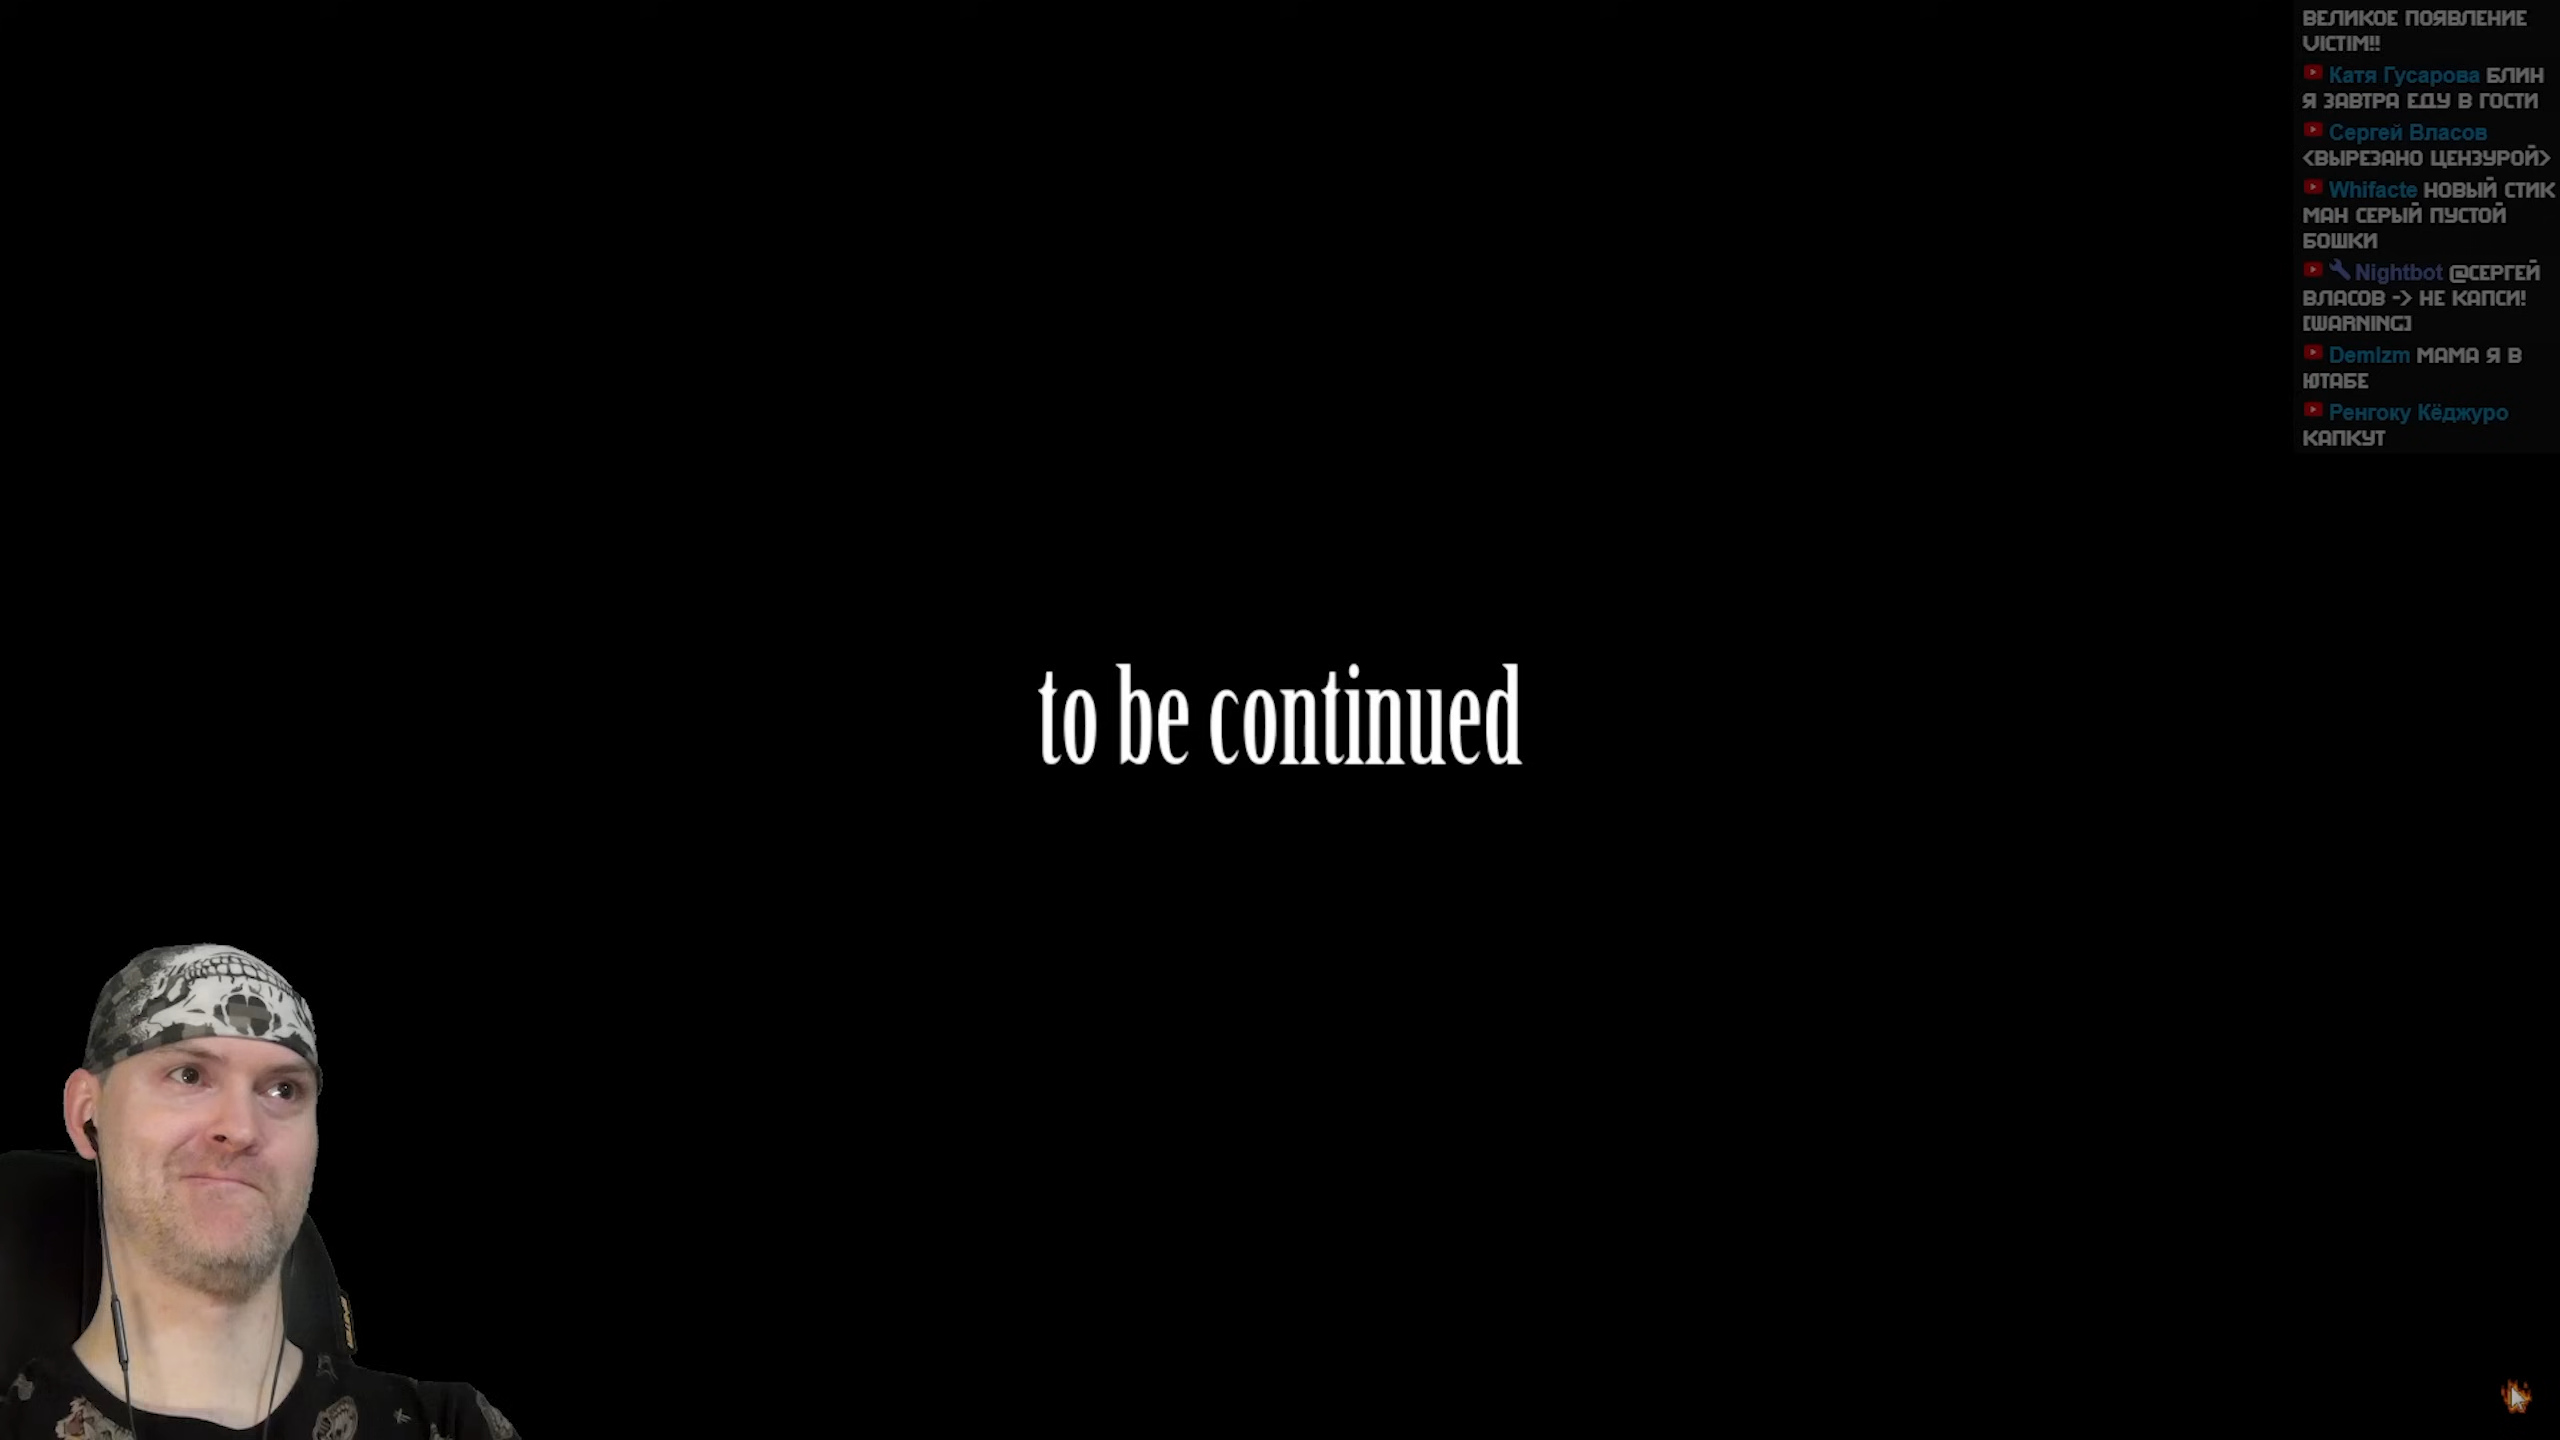 ВЕЛИКОЕ ПОЯВЛЕНИЕ
VICTIM!!
Катя Гусарова БЛИН
Я ЗАВТРА ЕДУ В ГОСТИ
Сергей Власов
<ВЫРЕЗАНО ЦЕНЗУРОЙ>
Whifacte НОВЫЙ СТИК
МАН СЕРЫЙ ПУСТОЙ
БОШКИ
Nightbot @СЕРГЕЙ
ВЛАСОВ -> НЕ КАПСИ!
[WARNING]
Demlzm МАМА Я В
ЮТАБЕ
Ренгоку Кёджуро
КАПКУТ
to be continued